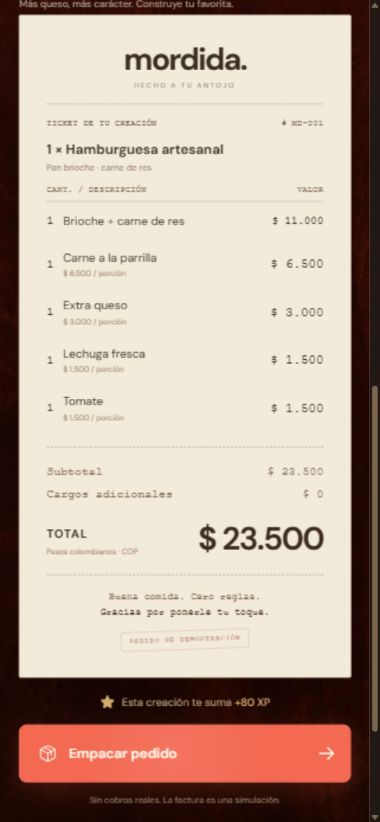 Más queso, más carácter. Construye tu favorita.
mordida.
HECHO A TU ANTOJO
TICKET DE TU CREACIÓN # MD-001
1 × Hamburguesa artesanal
Pan brioche · carne de res
CANT. / DESCRIPCIÓN VALOR
1 Brioche + carne de res $ 11.000
1 Carne a la parrilla $ 6.500
$ 6.500 / porción
1 Extra queso $ 3.000
$ 3.000 / porción
1 Lechuga fresca $ 1.500
$ 1.500 / porción
1 Tomate $ 1.500
$ 1.500 / porción
Subtotal $ 23.500
Cargos adicionales $ 0
TOTAL $ 23.500
Pesos colombianos · COP
Buena comida. Cero reglas.
Gracias por ponerle tu toque.
PEDIDO DE DEMOSTRACIÓN
Esta creación te suma +80 XP
Empacar pedido →
Sin cobros reales. La factura es una simulación.